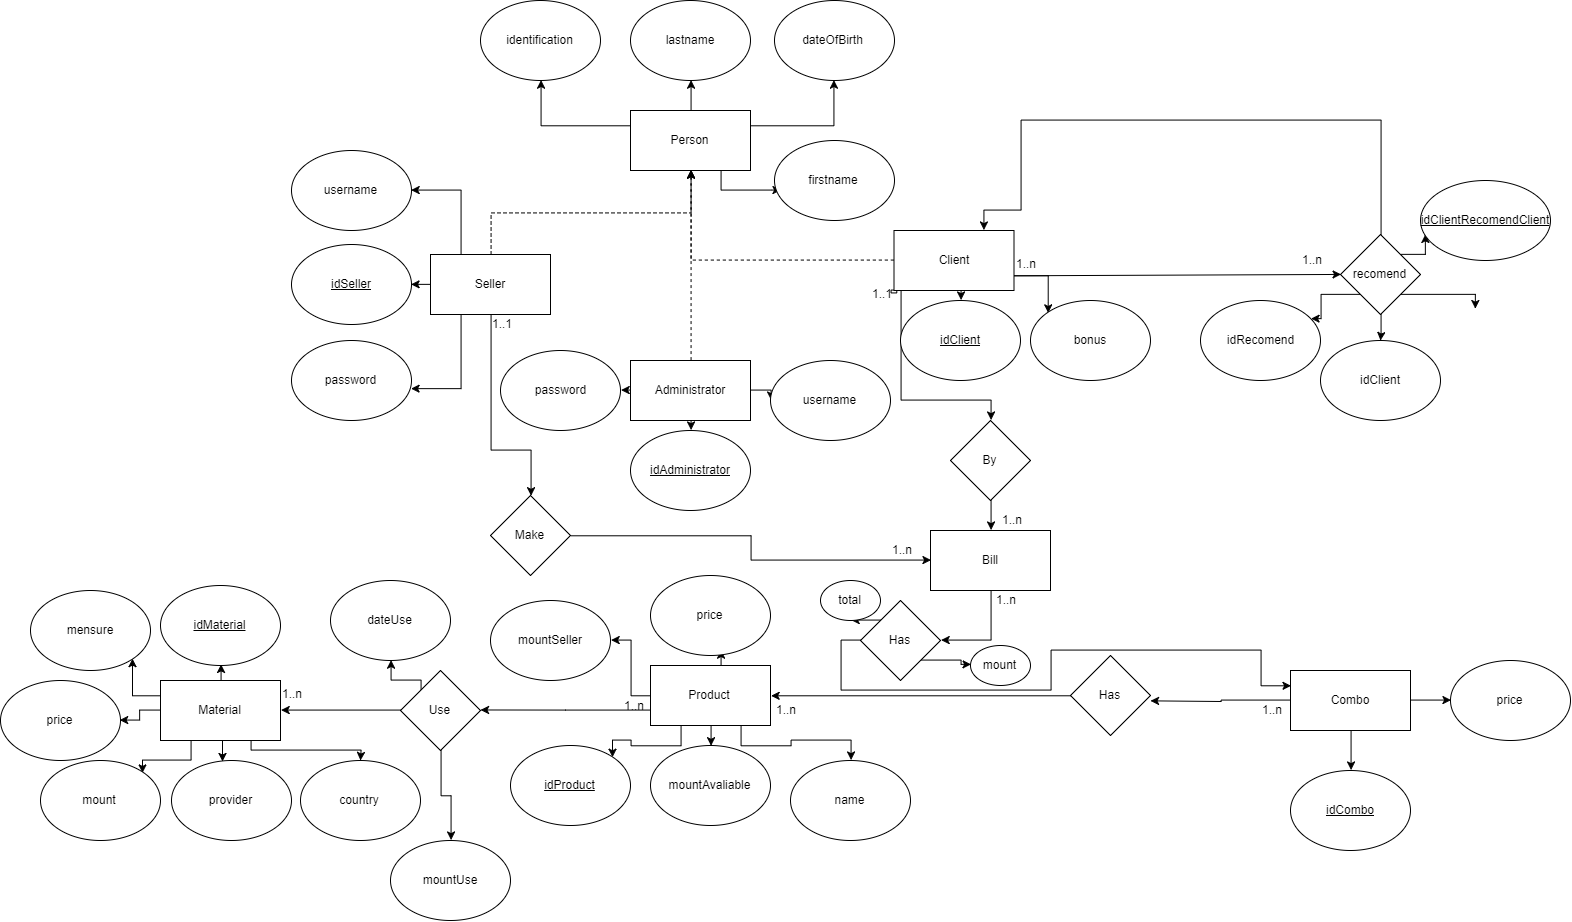 identification
lastname
dateOfBirth
Person
firstname
username
idSeller
Seller
password
1..1
Client
1..n
1..n
recomend
idClientRecomendClient
1..1
idClient
bonus
idRecomend
idClient
password
Administrator
username
idAdministrator
By
Make
1..n
1..n
Bill
1..n
total
Has
mount
mensure
idMaterial
dateUse
mountSeller
price
price
Material
1..n
Use
1..n
Product
1..n
Has
1..n
Combo
price
mount
provider
country
idProduct
mountAvaliable
name
idCombo
mountUse